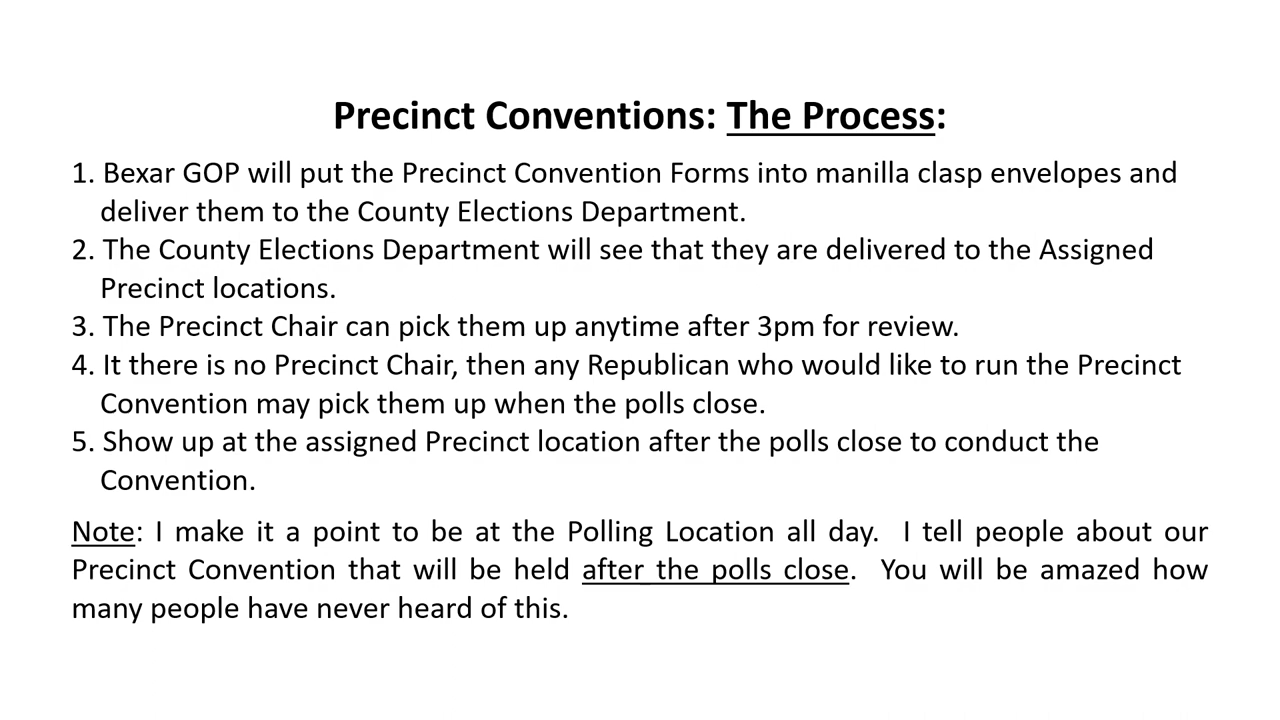 Precinct Conventions: The Process:
1. Bexar GOP will put the Precinct Convention Forms into manilla clasp envelopes and
deliver them to the County Elections Department.
2. The County Elections Department will see that they are delivered to the Assigned
Precinct locations.
3. The Precinct Chair can pick them up anytime after 3pm for review.
4. It there is no Precinct Chair, then any Republican who would like to run the Precinct
Convention may pick them up when the polls close.
5. Show up at the assigned Precinct location after the polls close to conduct the
Convention.
Note: I make it a point to be at the Polling Location all day. I tell people about our
Precinct Convention that will be held after the polls close. You will be amazed how
many people have never heard of this.